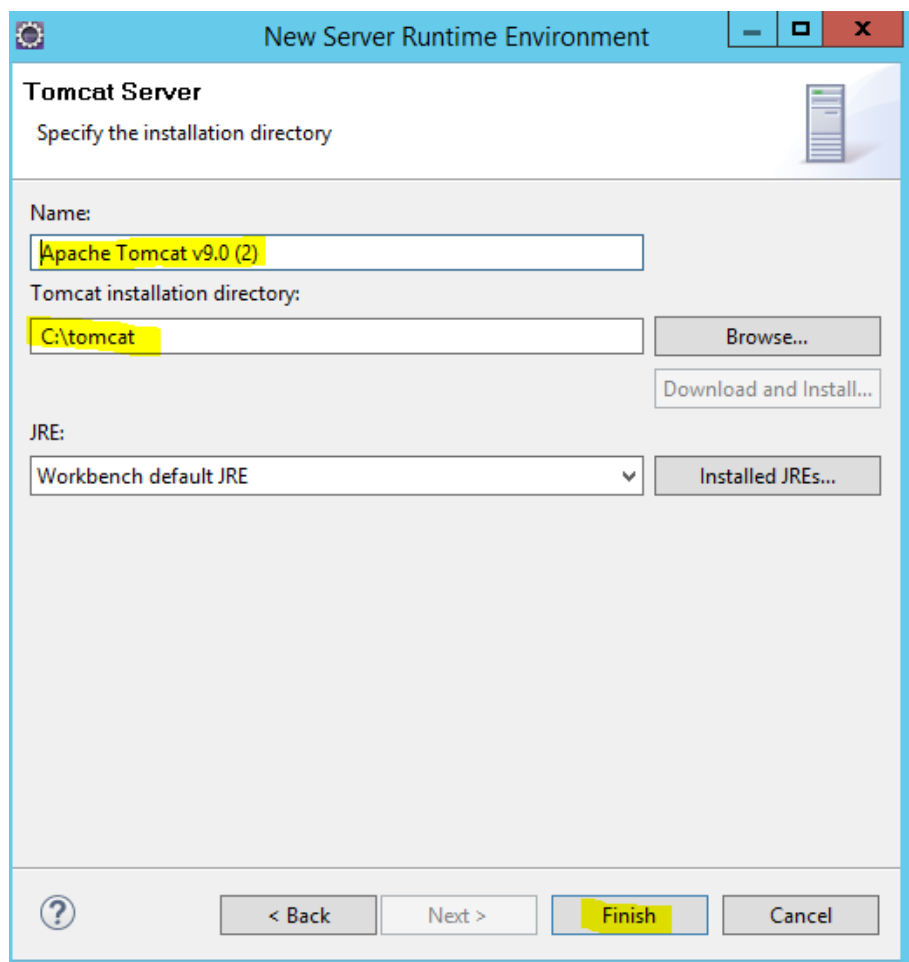 New Server Runtime Environment
Tomcat Server
Specify the installation directory
Name:
Apache Tomcat v9.0 (2)
Tomcat installation directory:
C:\tomcat
Browse...
Download and Install...
JRE:
Workbench default JRE
Installed JREs...
?
< Back
Next >
Finish
Cancel